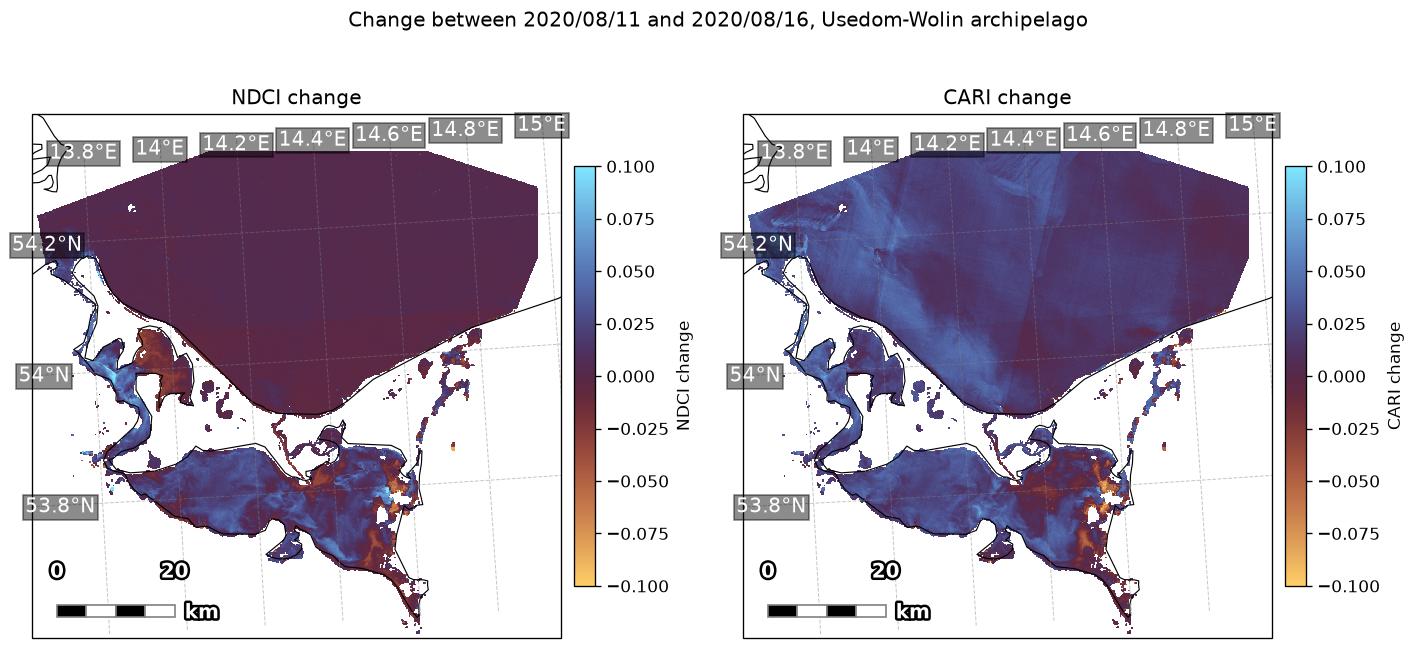 Change between 2020/08/11 and 2020/08/16, Usedom-Wolin archipelago
NDCI change
13.8°E 14°E 14.2°E 14.4°E 14.6°E 14.8°E 15°E
54.2°N
54°N
53.8°N
0 20
km
0.100
0.075
0.050
0.025
0.000
−0.025
−0.050
−0.075
−0.100
NDCI change
CARI change
13.8°E 14°E 14.2°E 14.4°E 14.6°E 14.8°E 15°E
54.2°N
54°N
53.8°N
0 20
km
0.100
0.075
0.050
0.025
0.000
−0.025
−0.050
−0.075
−0.100
CARI change